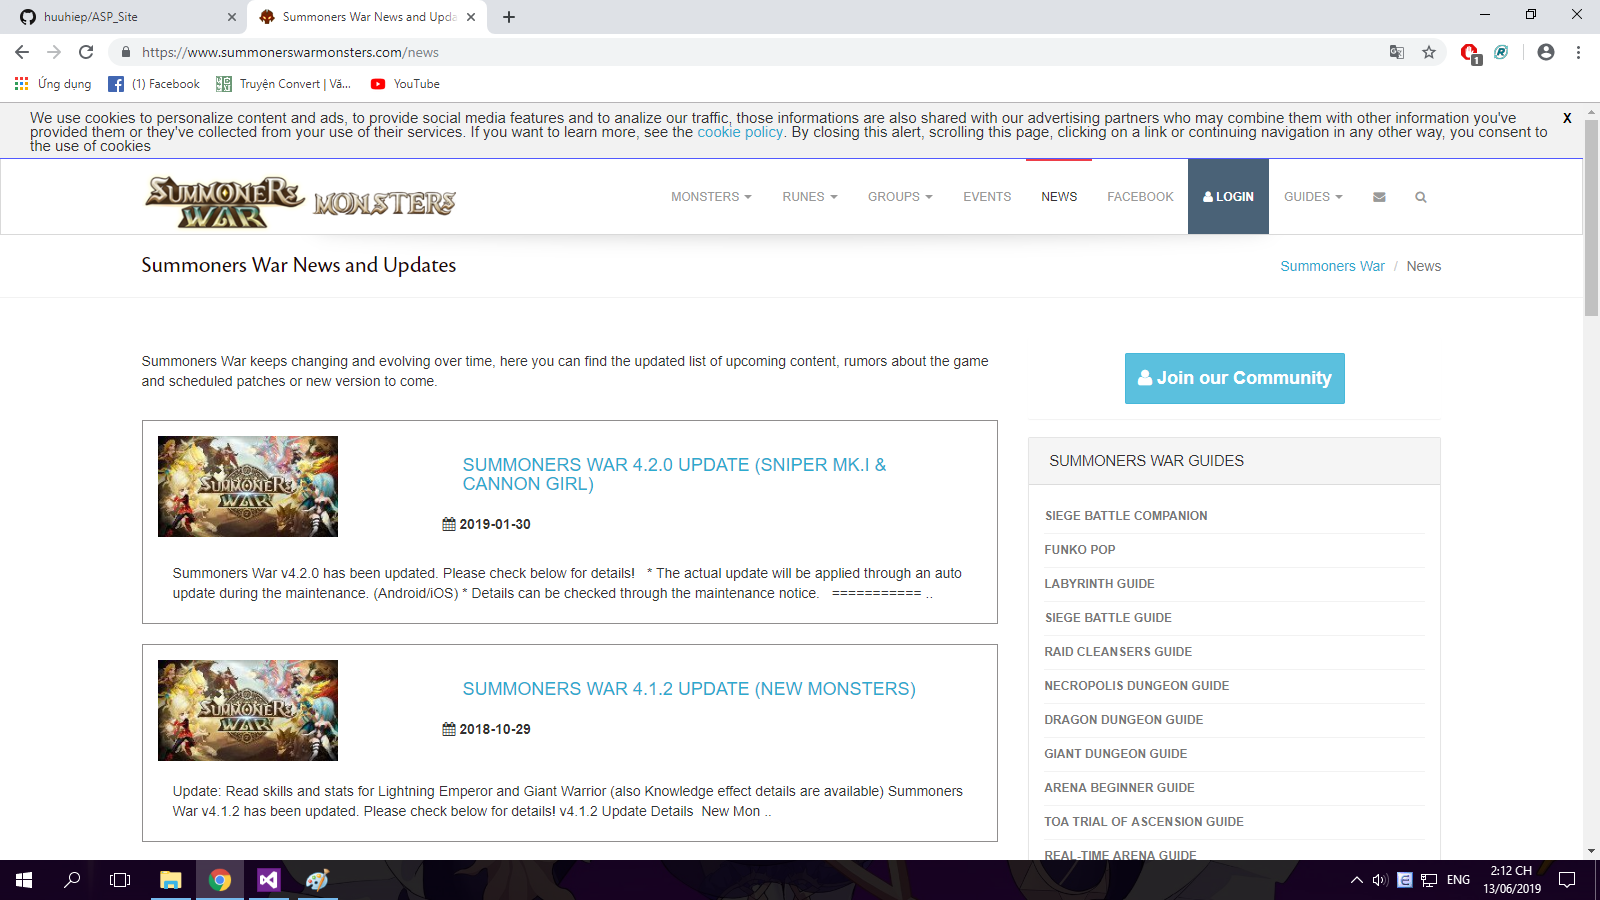 huuhiep/ASP_Site
Summoners War News and Upda
https://www.summonerswarmonsters.com/news
1
Ứng dụng
(1) Facebook
Truyện Convert | Vă...
YouTube
We use cookies to personalize content and ads, to provide social media features and to analize our traffic, those informations are also shared with our advertising partners who may combine them with other information you've
provided them or they've collected from your use of their services. If you want to learn more, see the cookie policy. By closing this alert, scrolling this page, clicking on a link or continuing navigation in any other way, you consent to
the use of cookies
X
SUMMONERS WAR MONSTERS
MONSTERS
RUNES
GROUPS
EVENTS
NEWS
FACEBOOK
LOGIN
GUIDES
Summoners War News and Updates
Summoners War / News
Summoners War keeps changing and evolving over time, here you can find the updated list of upcoming content, rumors about the game
and scheduled patches or new version to come.
Join our Community
SUMMONERS WAR
SUMMONERS WAR 4.2.0 UPDATE (SNIPER MK.I &
CANNON GIRL)
2019-01-30
Summoners War v4.2.0 has been updated. Please check below for details!   * The actual update will be applied through an auto
update during the maintenance. (Android/iOS) * Details can be checked through the maintenance notice.   =========== ..
SUMMONERS WAR
SUMMONERS WAR 4.1.2 UPDATE (NEW MONSTERS)
2018-10-29
Update: Read skills and stats for Lightning Emperor and Giant Warrior (also Knowledge effect details are available) Summoners
War v4.1.2 has been updated. Please check below for details! v4.1.2 Update Details  New Mon ..
SUMMONERS WAR GUIDES
SIEGE BATTLE COMPANION
FUNKO POP
LABYRINTH GUIDE
SIEGE BATTLE GUIDE
RAID CLEANSERS GUIDE
NECROPOLIS DUNGEON GUIDE
DRAGON DUNGEON GUIDE
GIANT DUNGEON GUIDE
ARENA BEGINNER GUIDE
TOA TRIAL OF ASCENSION GUIDE
REAL-TIME ARENA GUIDE
ENG
2:12 CH
13/06/2019